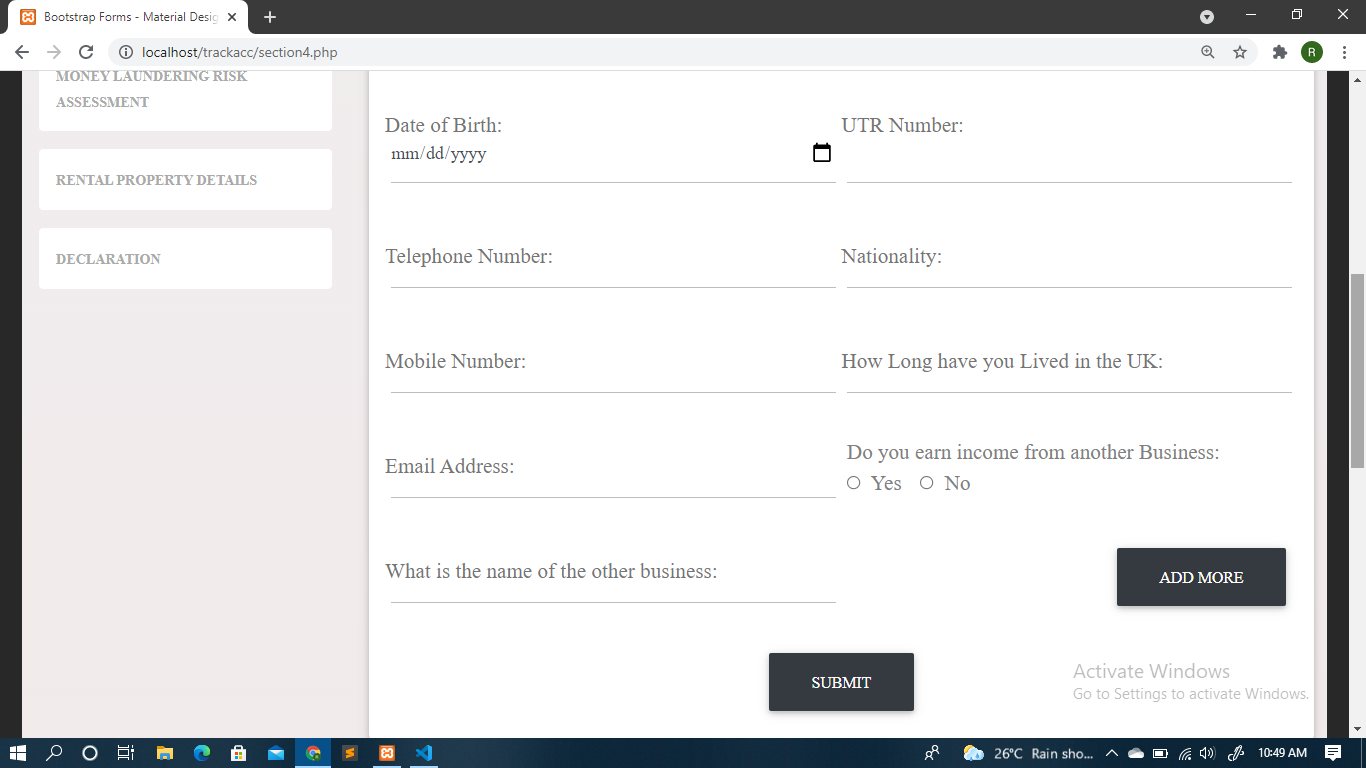 Bootstrap Forms - Material Desig
localhost/trackacc/section4.php
R
MONEY LAUNDERING RISK
ASSESSMENT
RENTAL PROPERTY DETAILS
DECLARATION
Date of Birth:
UTR Number:
mm/dd/yyyy
Telephone Number:
Nationality:
Mobile Number:
How Long have you Lived in the UK:
Email Address:
Do you earn income from another Business:
Yes No
What is the name of the other business:
ADD MORE
SUBMIT
Activate Windows
Go to Settings to activate Windows.
26°C Rain sho...
10:49 AM